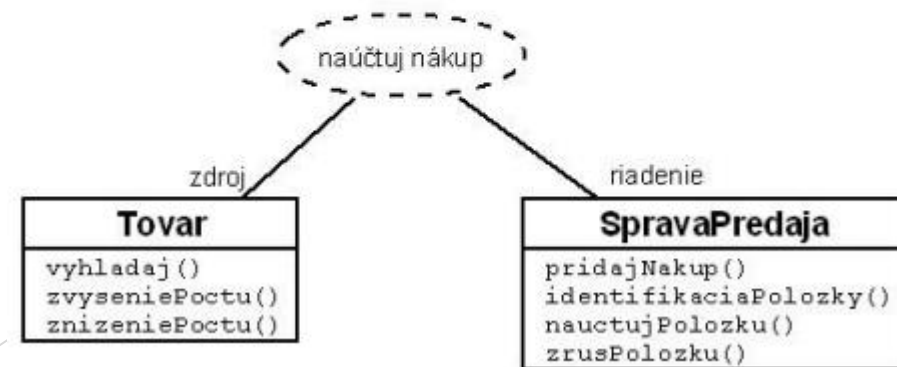 naúčtuj nákup
zdroj
riadenie
Tovar
vyhladaj()
zvyseniePoctu()
znizeniePoctu()
SpravaPredaja
pridajNakup()
identifikaciaPolozky()
nauctujPolozku()
zrusPolozku()